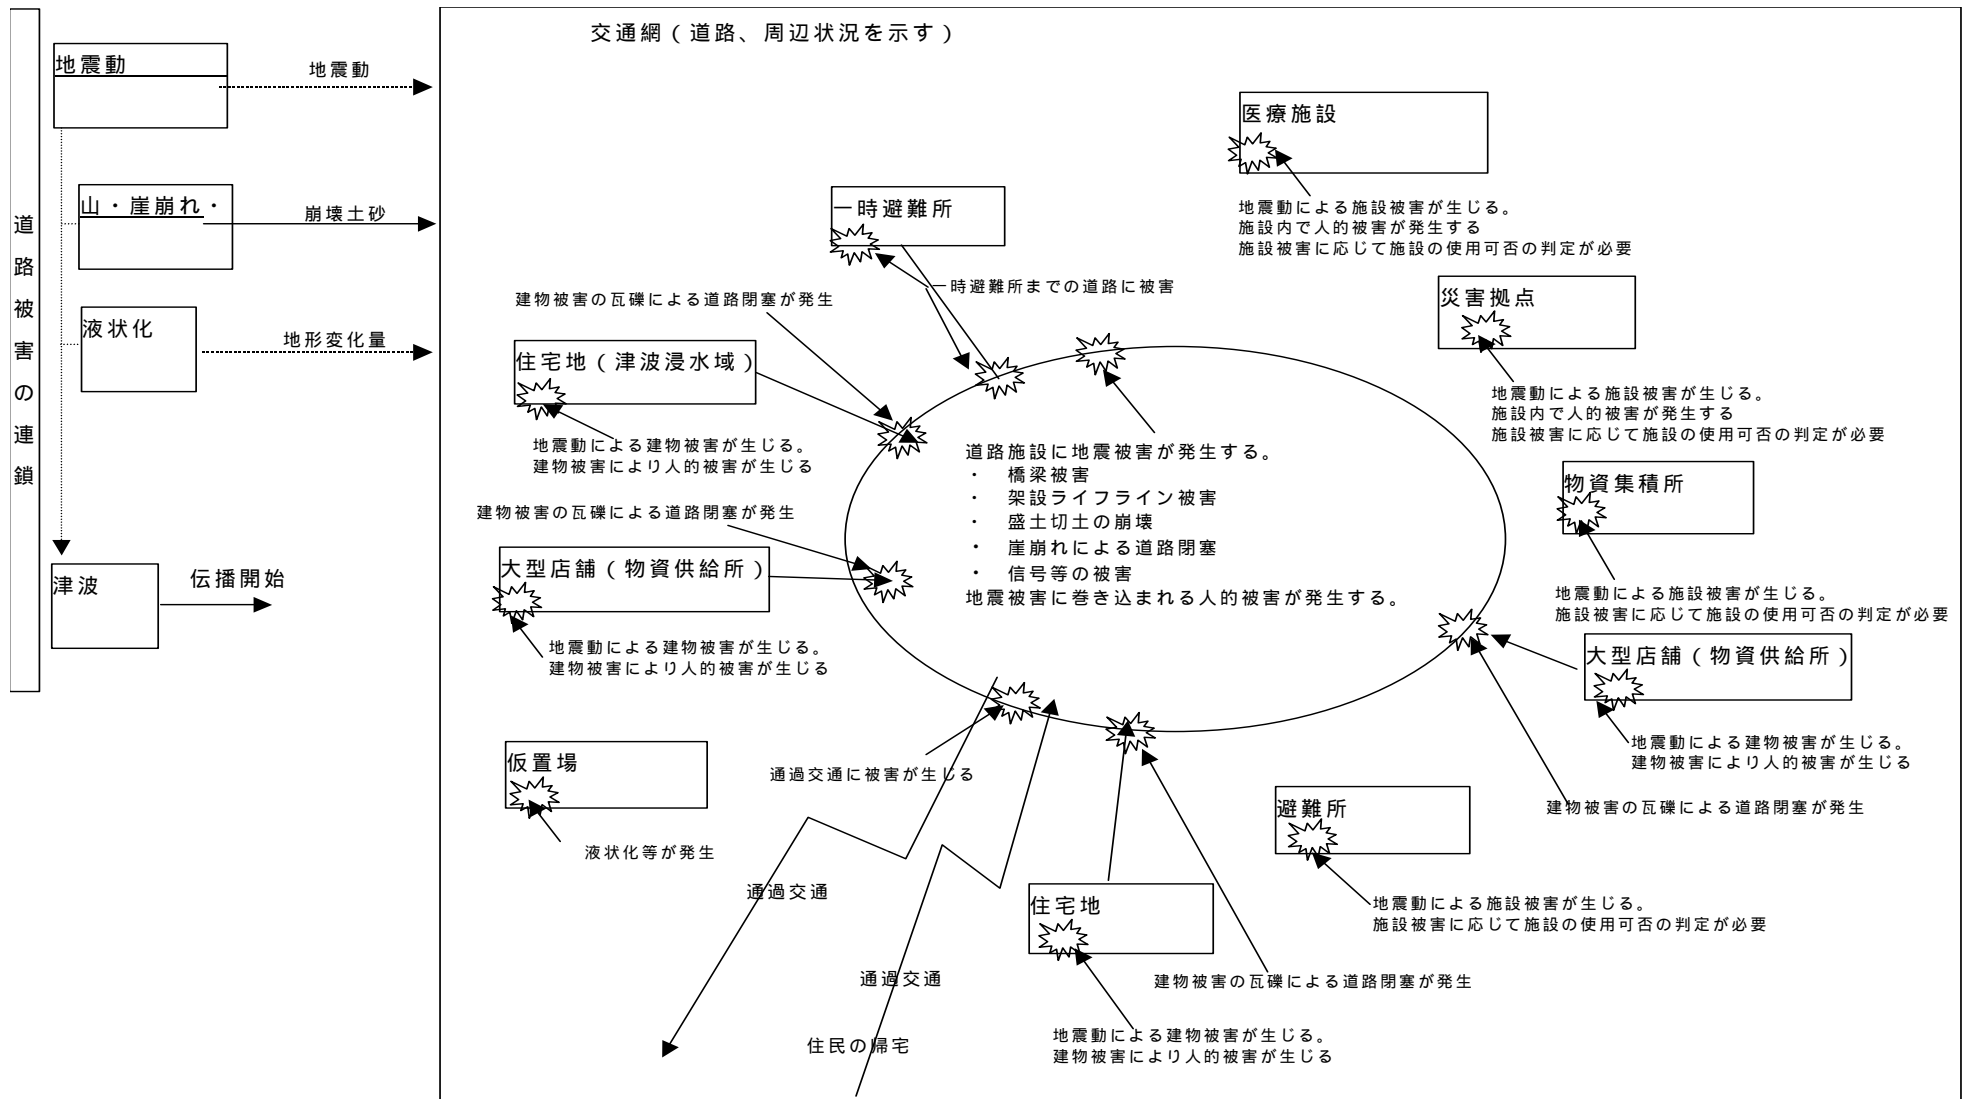 道路被害の連鎖
地震動
地震動
山・崖崩れ・
崩壊土砂
液状化
地形変化量
津波
伝播開始
交通網（道路、周辺状況を示す）
医療施設
地震動による施設被害が生じる。
施設内で人的被害が発生する
施設被害に応じて施設の使用可否の判定が必要
一時避難所
一時避難所までの道路に被害
建物被害の瓦礫による道路閉塞が発生
災害拠点
地震動による施設被害が生じる。
施設内で人的被害が発生する
施設被害に応じて施設の使用可否の判定が必要
住宅地（津波浸水域）
地震動による建物被害が生じる。
建物被害により人的被害が生じる
道路施設に地震被害が発生する。
・ 橋梁被害
・ 架設ライフライン被害
・ 盛土切土の崩壊
・ 崖崩れによる道路閉塞
・ 信号等の被害
地震被害に巻き込まれる人的被害が発生する。
物資集積所
地震動による施設被害が生じる。
施設被害に応じて施設の使用可否の判定が必要
建物被害の瓦礫による道路閉塞が発生
大型店舗（物資供給所）
地震動による建物被害が生じる。
建物被害により人的被害が生じる
大型店舗（物資供給所）
地震動による建物被害が生じる。
建物被害により人的被害が生じる
建物被害の瓦礫による道路閉塞が発生
仮置場
液状化等が発生
通過交通に被害が生じる
通過交通
通過交通
住民の帰宅
避難所
地震動による施設被害が生じる。
施設被害に応じて施設の使用可否の判定が必要
住宅地
建物被害の瓦礫による道路閉塞が発生
地震動による建物被害が生じる。
建物被害により人的被害が生じる